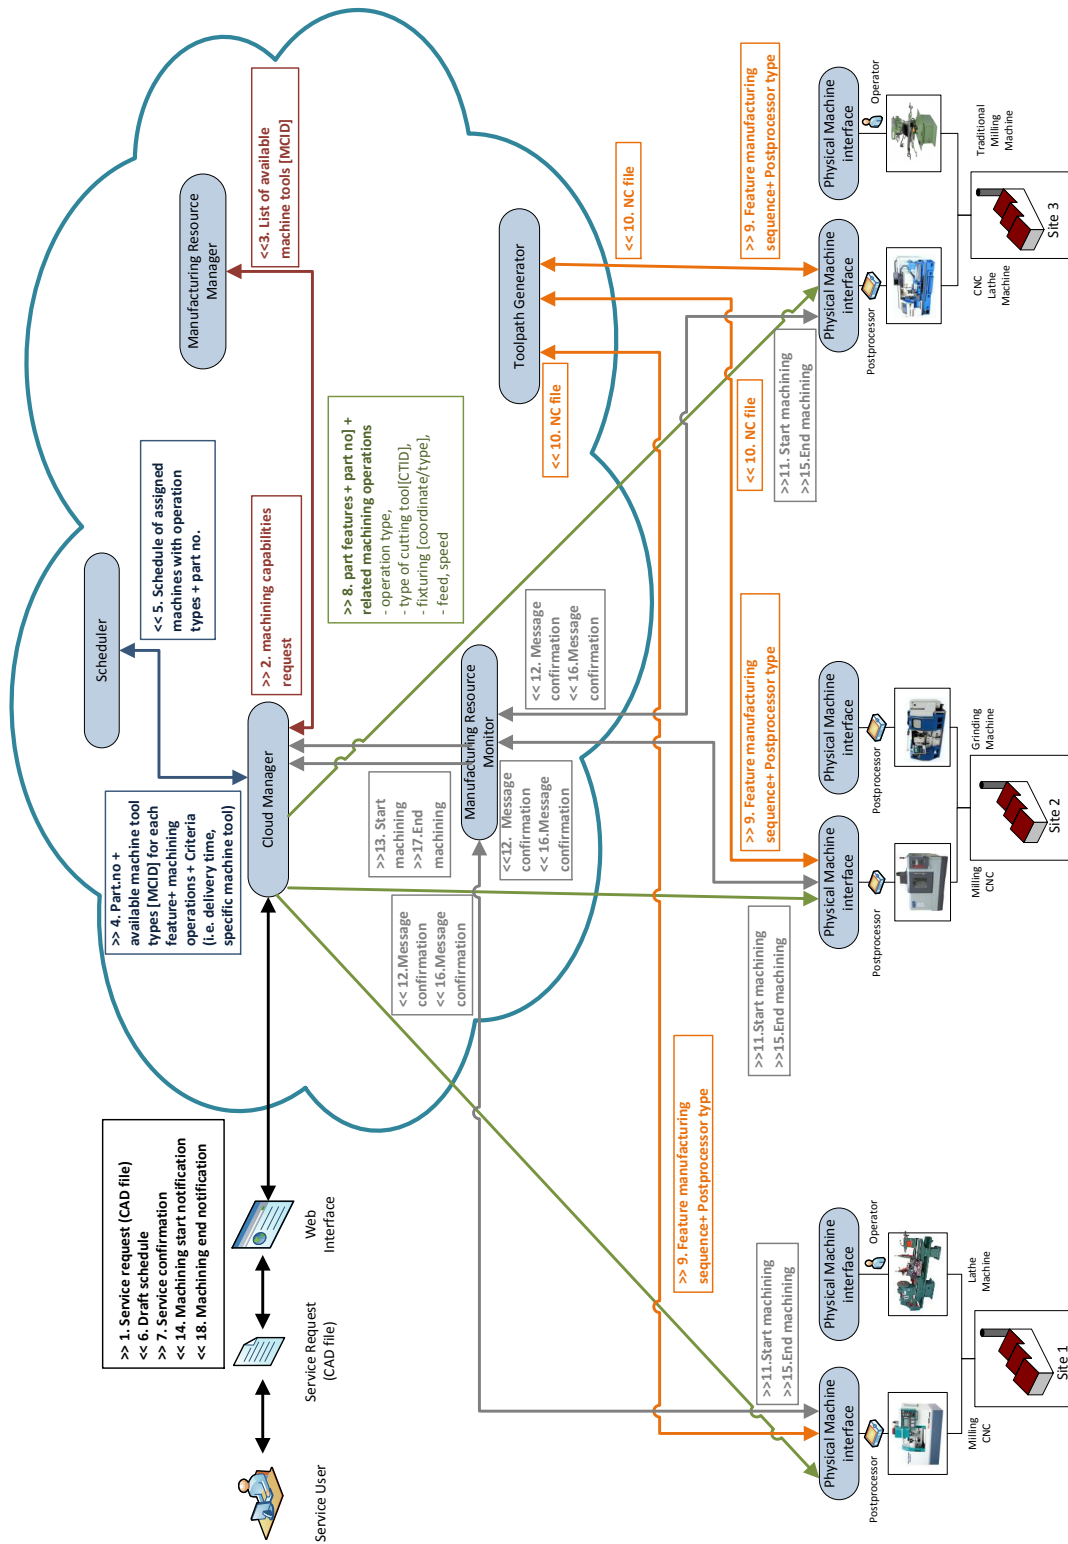 >> 1. Service request (CAD file)
<< 6. Draft schedule
>> 7. Service confirmation
<< 14. Machining start notification
<< 18. Machining end notification
Service User
Service Request
(CAD file)
Web
Interface
>> 4. Part.no +
available machine tool
types [MCID] for each
feature+ machining
operations + Criteria
(i.e. delivery time,
specific machine tool)
Scheduler
<< 5. Schedule of assigned
machines with operation
types + part no.
Cloud Manager
>> 2. machining capabilities
request
Manufacturing Resource
Manager
<<3. List of available
machine tools [MCID]
>> 8. part features + part no] +
related machining operations
- operation type,
- type of cutting tool[CTID],
- fixturing [coordinate/type],
- feed, speed
>>13. Start
machining
>>17.End
machining
Manufacturing Resource
Monitor
<< 12.Message
confirmation
<< 16.Message
confirmation
<<12. Message
confirmation
<< 16.Message
confirmation
<< 12. Message
confirmation
<< 16.Message
confirmation
Toolpath Generator
<< 10. NC file
<< 10. NC file
<< 10. NC file
>> 9. Feature manufacturing
sequence+ Postprocessor type
>> 9. Feature manufacturing
sequence+ Postprocessor type
>> 9. Feature manufacturing
sequence+ Postprocessor type
>>11.Start machining
>>15.End machining
>>11.Start machining
>>15.End machining
>>11. Start machining
>>15.End machining
Physical Machine
interface
Postprocessor
Milling
CNC
Physical Machine
interface
Operator
Lathe
Machine
Site 1
Physical Machine
interface
Postprocessor
Milling
CNC
Physical Machine
interface
Postprocessor
Grinding
Machine
Site 2
Physical Machine
interface
Postprocessor
CNC
Lathe
Machine
Physical Machine
interface
Operator
Traditional
Milling
Machine
Site 3